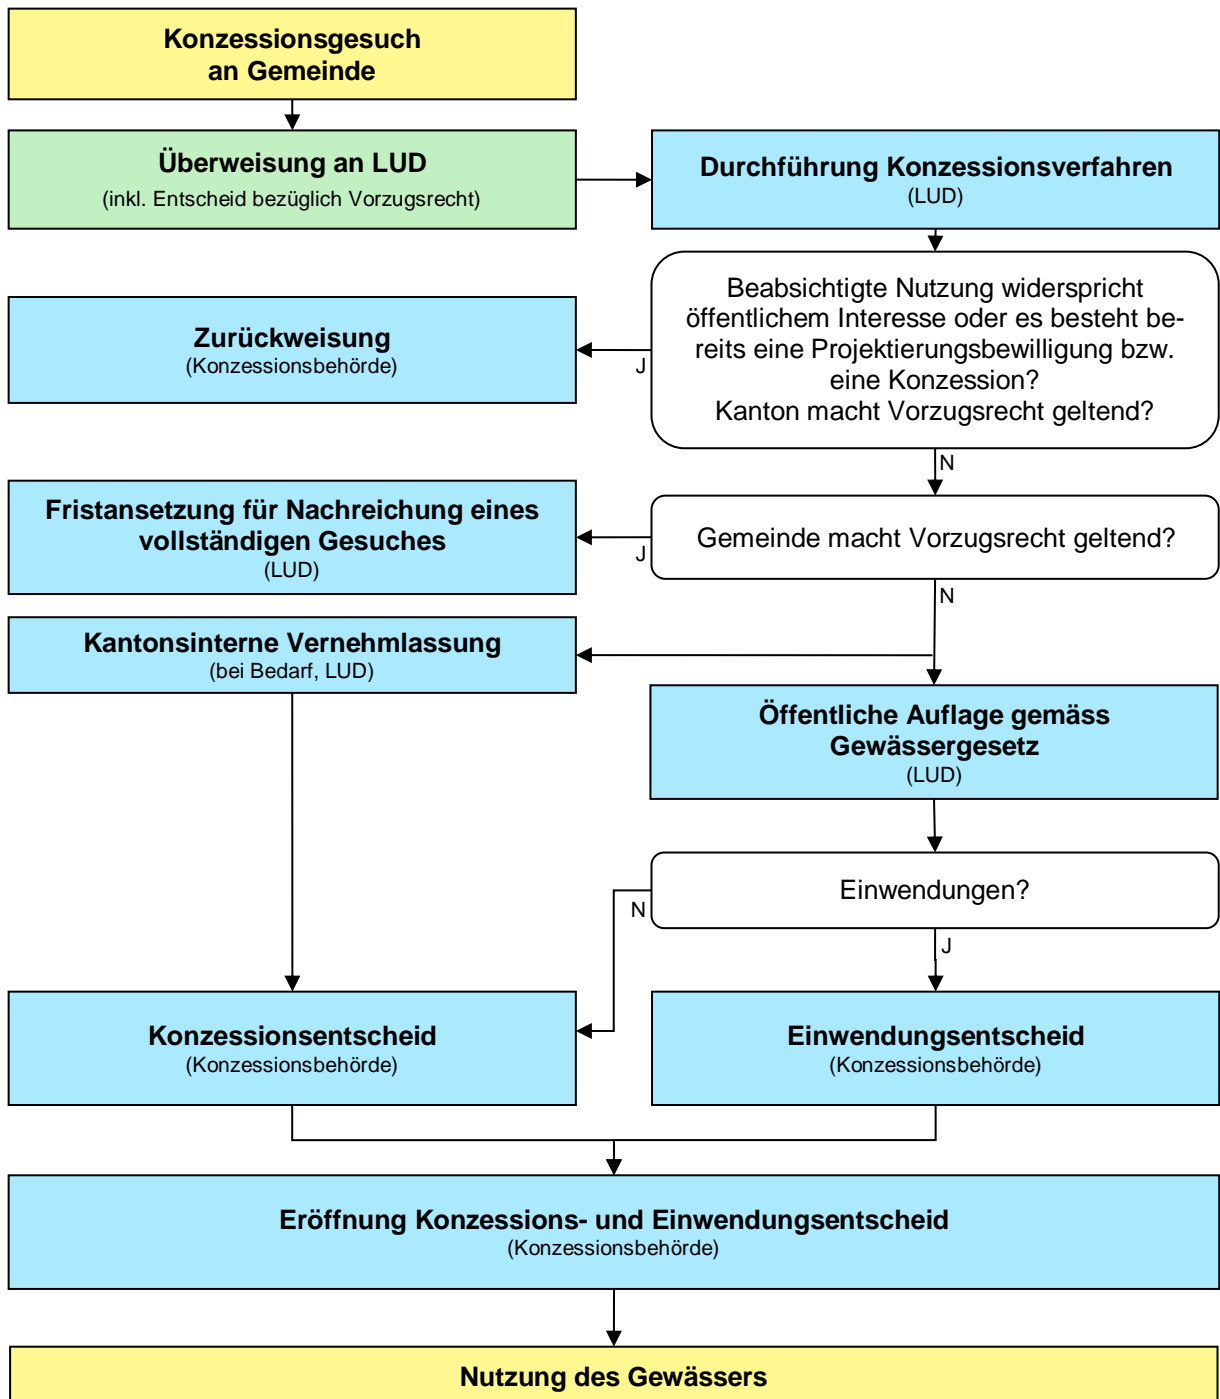 Konzessionsgesuch
an Gemeinde
Überweisung an LUD
(inkl. Entscheid bezüglich Vorzugsrecht)
Durchführung Konzessionsverfahren
(LUD)
Beabsichtigte Nutzung widerspricht
öffentlichem Interesse oder es besteht be-
reits eine Projektierungsbewilligung bzw.
eine Konzession?
Kanton macht Vorzugsrecht geltend?
J
Zurückweisung
(Konzessionsbehörde)
N
Gemeinde macht Vorzugsrecht geltend?
J
Fristansetzung für Nachreichung eines
vollständigen Gesuches
(LUD)
N
Kantonsinterne Vernehmlassung
(bei Bedarf, LUD)
Öffentliche Auflage gemäss
Gewässergesetz
(LUD)
Einwendungen?
N
J
Konzessionsentscheid
(Konzessionsbehörde)
Einwendungsentscheid
(Konzessionsbehörde)
Eröffnung Konzessions- und Einwendungsentscheid
(Konzessionsbehörde)
Nutzung des Gewässers